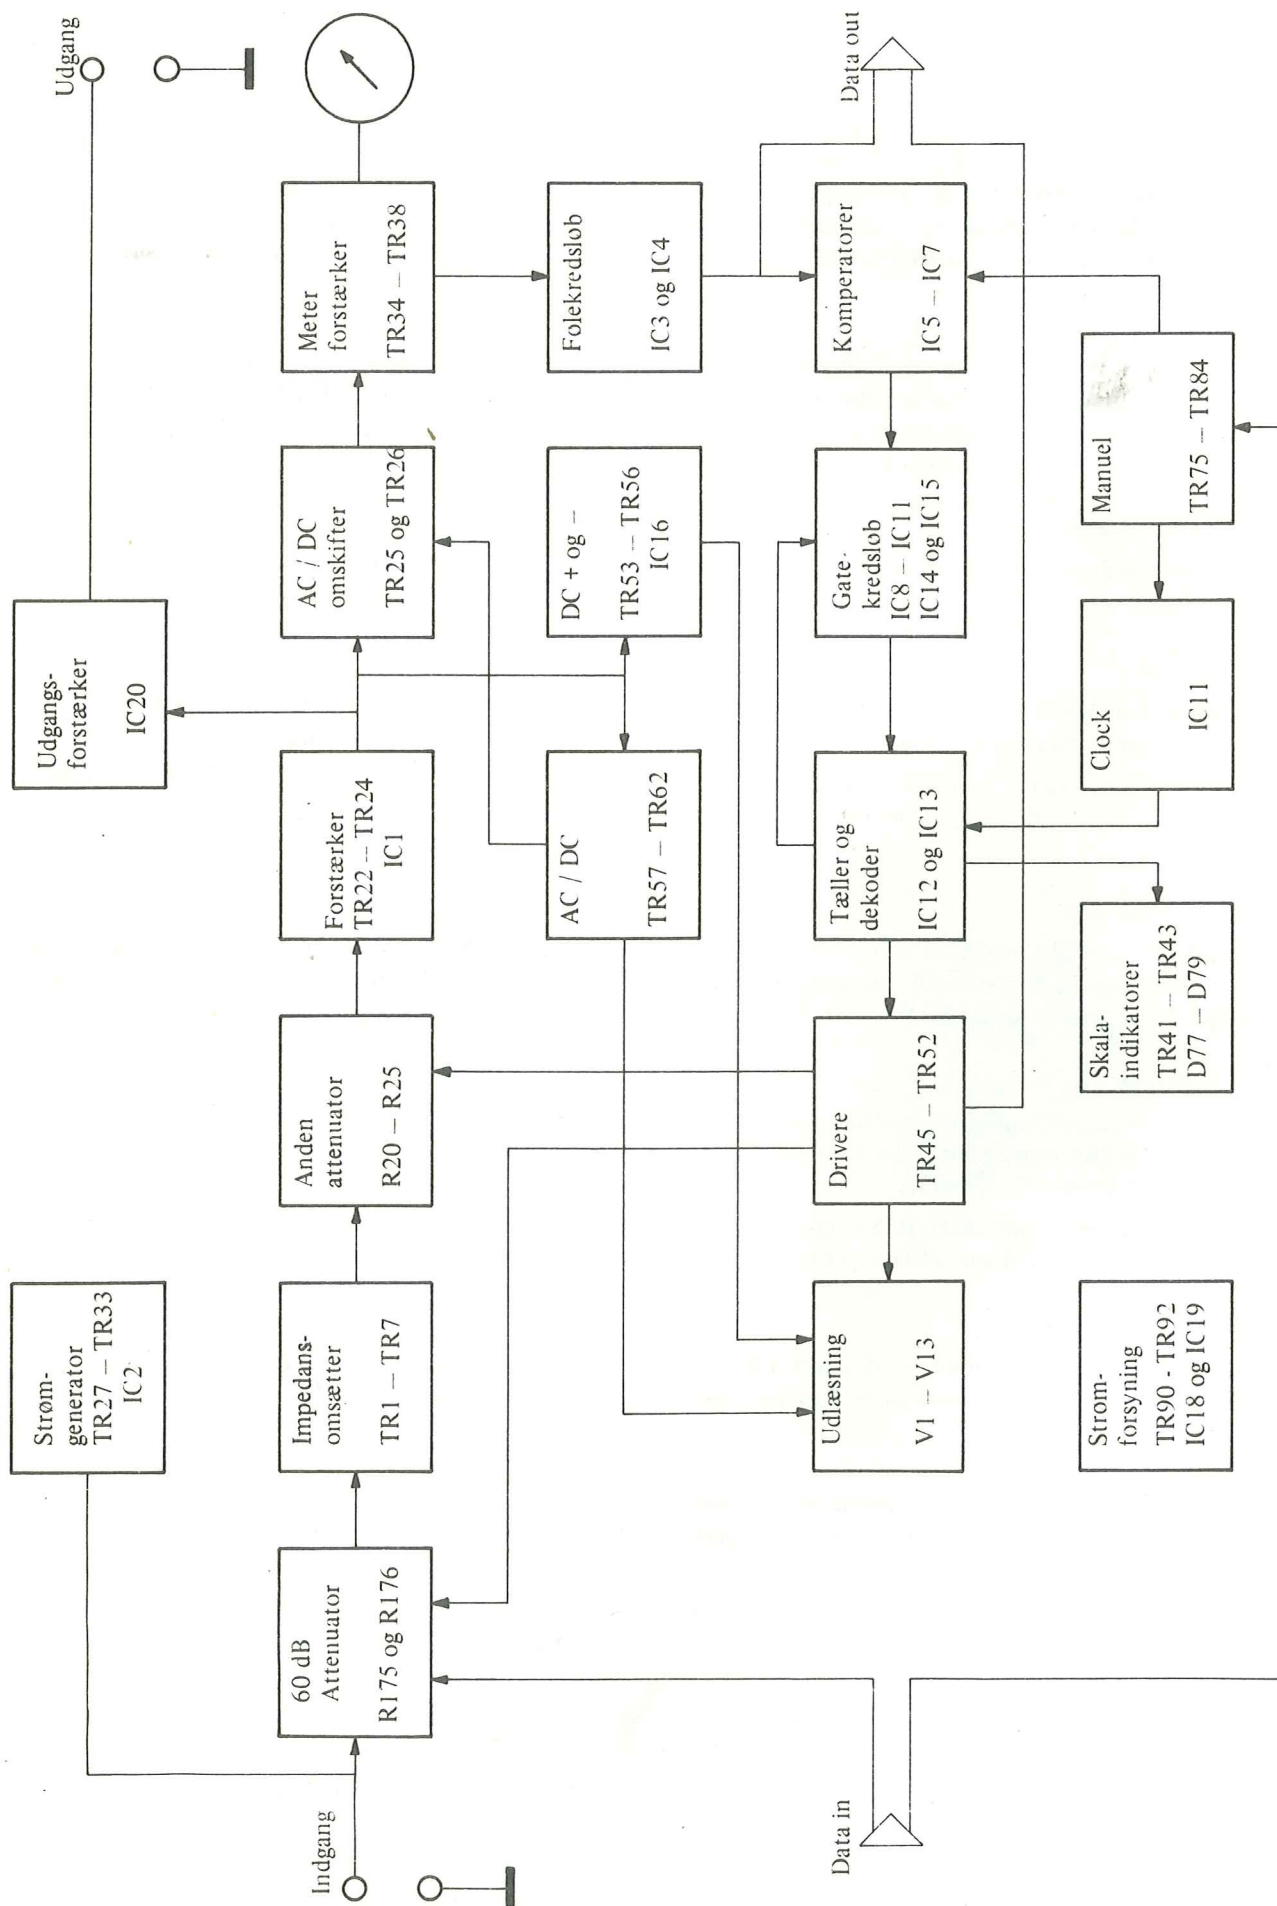 Strøm-
generator
TR27 – TR33
IC2
Udgangs-
forstærker
IC20
Udgang
Indgang
60 dB
Attenuator
R175 og R176
Impedans-
omsætter
TR1 – TR7
Anden
attenuator
R20 – R25
Forstærker
TR22 – TR24
IC1
AC / DC
omskifter
TR25 og TR26
Meter
forstærker
TR34 – TR38
AC / DC
TR57 – TR62
DC + og –
TR53 – TR56
IC16
Folekredsløb
IC3 og IC4
Data in
Udlæsning
V1 – V13
Drivere
TR45 – TR52
Tæller og
dekoder
IC12 og IC13
Gate-
kredsløb
IC8 – IC11
IC14 og IC15
Komperatorer
IC5 – IC7
Data out
Strom-
forsyning
TR90 - TR92
IC18 og IC19
Skala-
indikatorer
TR41 – TR43
D77 – D79
Clock
IC11
Manuel
TR75 – TR84